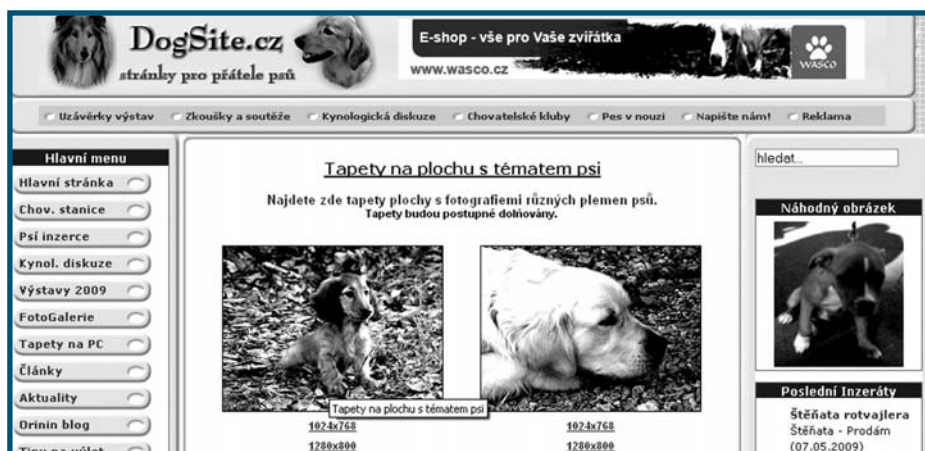 DogSite.cz
stránky pro přátele psů
E-shop - vše pro Vaše zvířátka
www.wasco.cz
WASCO
Uzávěrky výstav
Zkoušky a soutěže
Kynologická diskuze
Chovatelské kluby
Pes v nouzi
Napište nám!
Reklama
Hlavní menu
Hlavní stránka
Chov. stanice
Psí inzerce
Kynol. diskuze
Výstavy 2009
FotoGalerie
Tapety na PC
Články
Aktuality
Orinin blog
Tipy na výlet
Tapety na plochu s tématem psi
Najdete zde tapety plochy s fotografiemi různých plemen psů.
Tapety budou postupně dolňovány.
Tapety na plochu s tématem psi
1024x768
1280x800
1024x768
1280x800
hledat...
Náhodný obrázek
Poslední Inzeráty
Štěňata rotvajlera
Štěňata - Prodám
(07.05.2009)